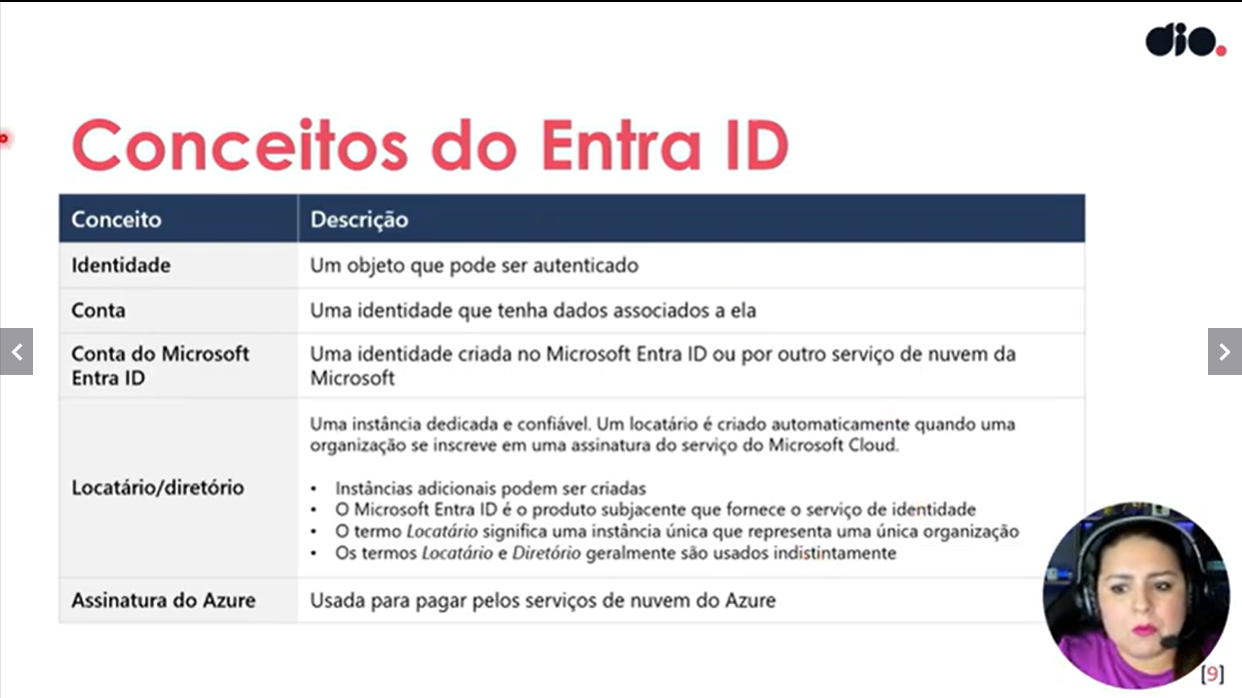 dio.
Conceitos do Entra ID
Conceito
Descrição
Identidade
Um objeto que pode ser autenticado
Conta
Uma identidade que tenha dados associados a ela
Conta do Microsoft
Entra ID
Uma identidade criada no Microsoft Entra ID ou por outro serviço de nuvem da
Microsoft
Locatário/diretório
Uma instância dedicada e confiável. Um locatário é criado automaticamente quando uma
organização se inscreve em uma assinatura do serviço do Microsoft Cloud.
• Instâncias adicionais podem ser criadas
• O Microsoft Entra ID é o produto subjacente que fornece o serviço de identidade
• O termo Locatário significa uma instância única que representa uma única organização
• Os termos Locatário e Diretório geralmente são usados indistintamente
Assinatura do Azure
Usada para pagar pelos serviços de nuvem do Azure
[9]